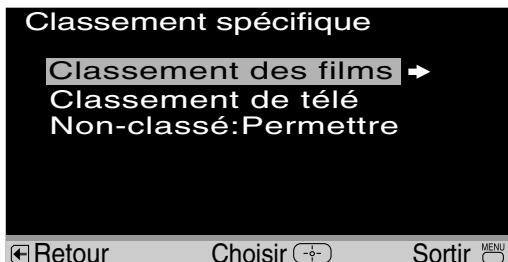 Classement spécifique
Classement des films
Classement de télé
Non-classé:Permettre
Retour Choisir Sortir MENU